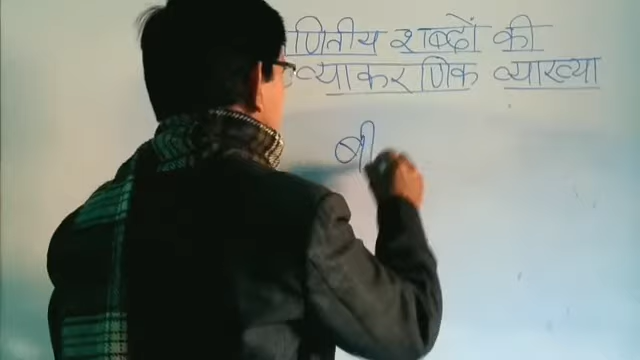 णितीय शब्दों की
व्याकरणिक व्याख्या
बी